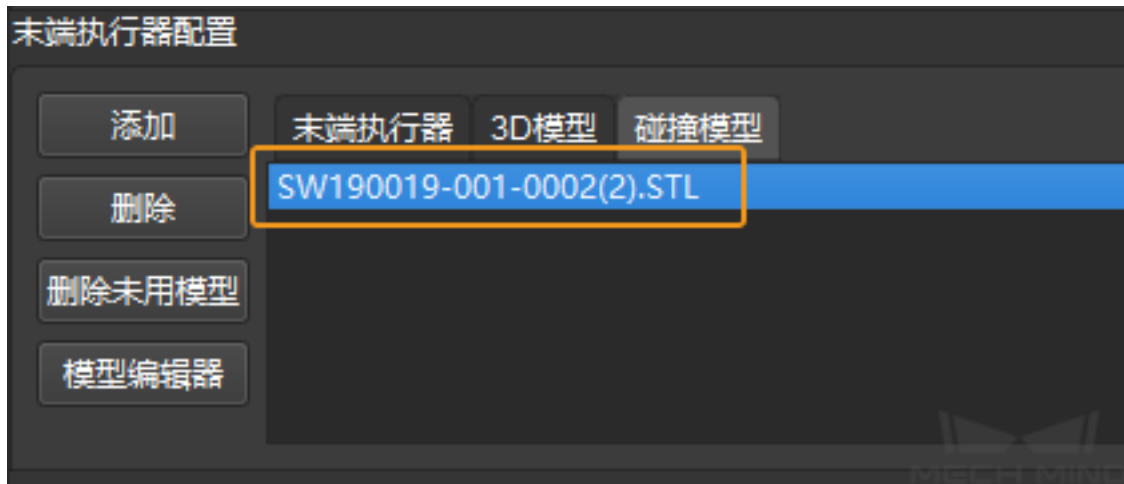 末端执行器配置
添加
末端执行器 3D模型 碰撞模型
SW190019-001-0002(2).STL
删除
删除未用模型
模型编辑器
MECH MIND